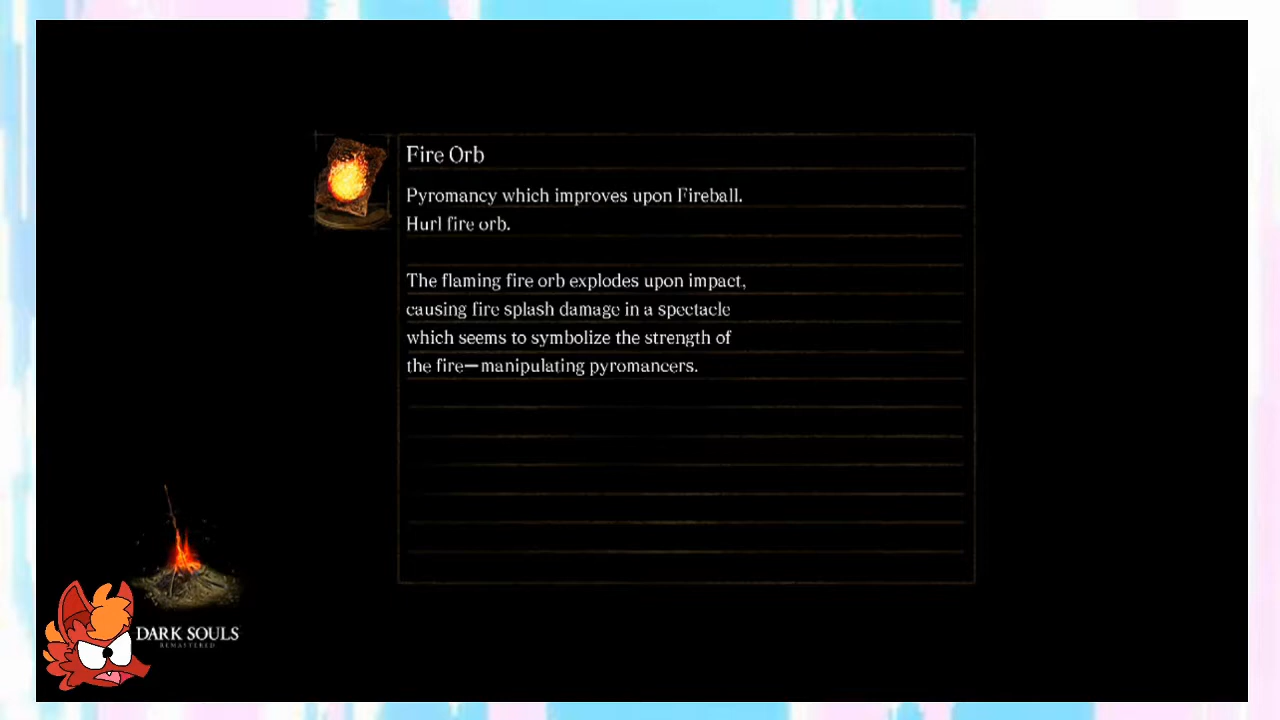 Fire Orb
Pyromancy which improves upon Fireball.
Hurl fire orb.
The flaming fire orb explodes upon impact,
causing fire splash damage in a spectacle
which seems to symbolize the strength of
the fire—manipulating pyromancers.
DARK SOULS
REMASTERED